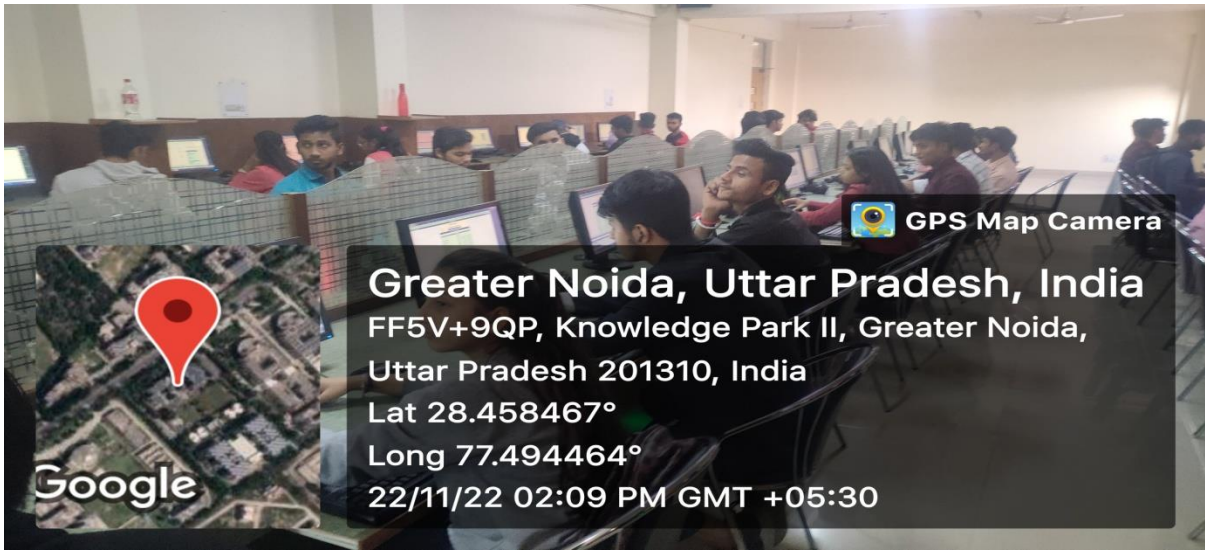 GPS Map Camera
Greater Noida, Uttar Pradesh, India
FF5V+9QP, Knowledge Park II, Greater Noida,
Uttar Pradesh 201310, India
Lat 28.458467°
Long 77.494464°
22/11/22 02:09 PM GMT +05:30
Google